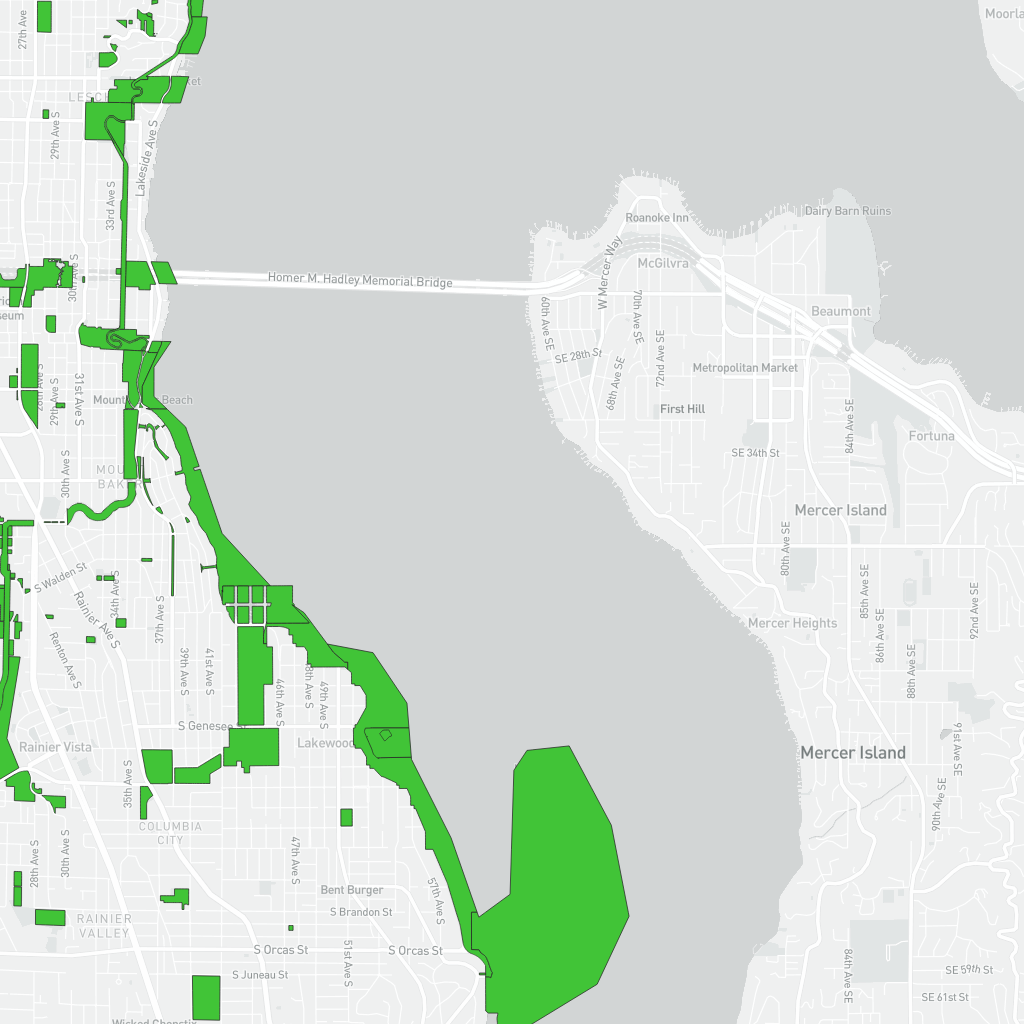 27th Ave
Moorla
LESCH
ket
29th Ave S
Lakeside Ave S
33rd Ave S
Roanoke Inn
Dairy Barn Ruins
W Mercer Way
McGilvra
30th Ave S
Homer M. Hadley Memorial Bridge
seum
60th Ave SE
70th Ave SE
Beaumont
SE 28th St
72nd Ave SE
Metropolitan Market
68th Ave SE
31st Ave S
29th Ave S
Mount
Beach
First Hill
84th Ave SE
Fortuna
30th Ave S
MOU
BAKER
SE 34th St
Mercer Island
80th Ave SE
S Walden St
34th Ave S
Rainier Ave S
37th Ave S
85th Ave SE
86th Ave SE
92nd Ave SE
Mercer Heights
Renton Ave S
39th Ave S
41st Ave S
46th Ave S
8th Ave S
49th Ave S
88th Ave SE
S Genesee St
Lakewood
Rainier Vista
Mercer Island
91st Ave SE
35th Ave S
90th Ave SE
COLUMBIA
CITY
28th Ave S
30th Ave S
47th Ave S
Bent Burger
57th Ave S
S Brandon St
RAINIER
VALLEY
S Orcas St
S Orcas St
51st Ave S
S Juneau St
84th Ave SE
SE 59th St
SE 61st St
Wicked Chopstix